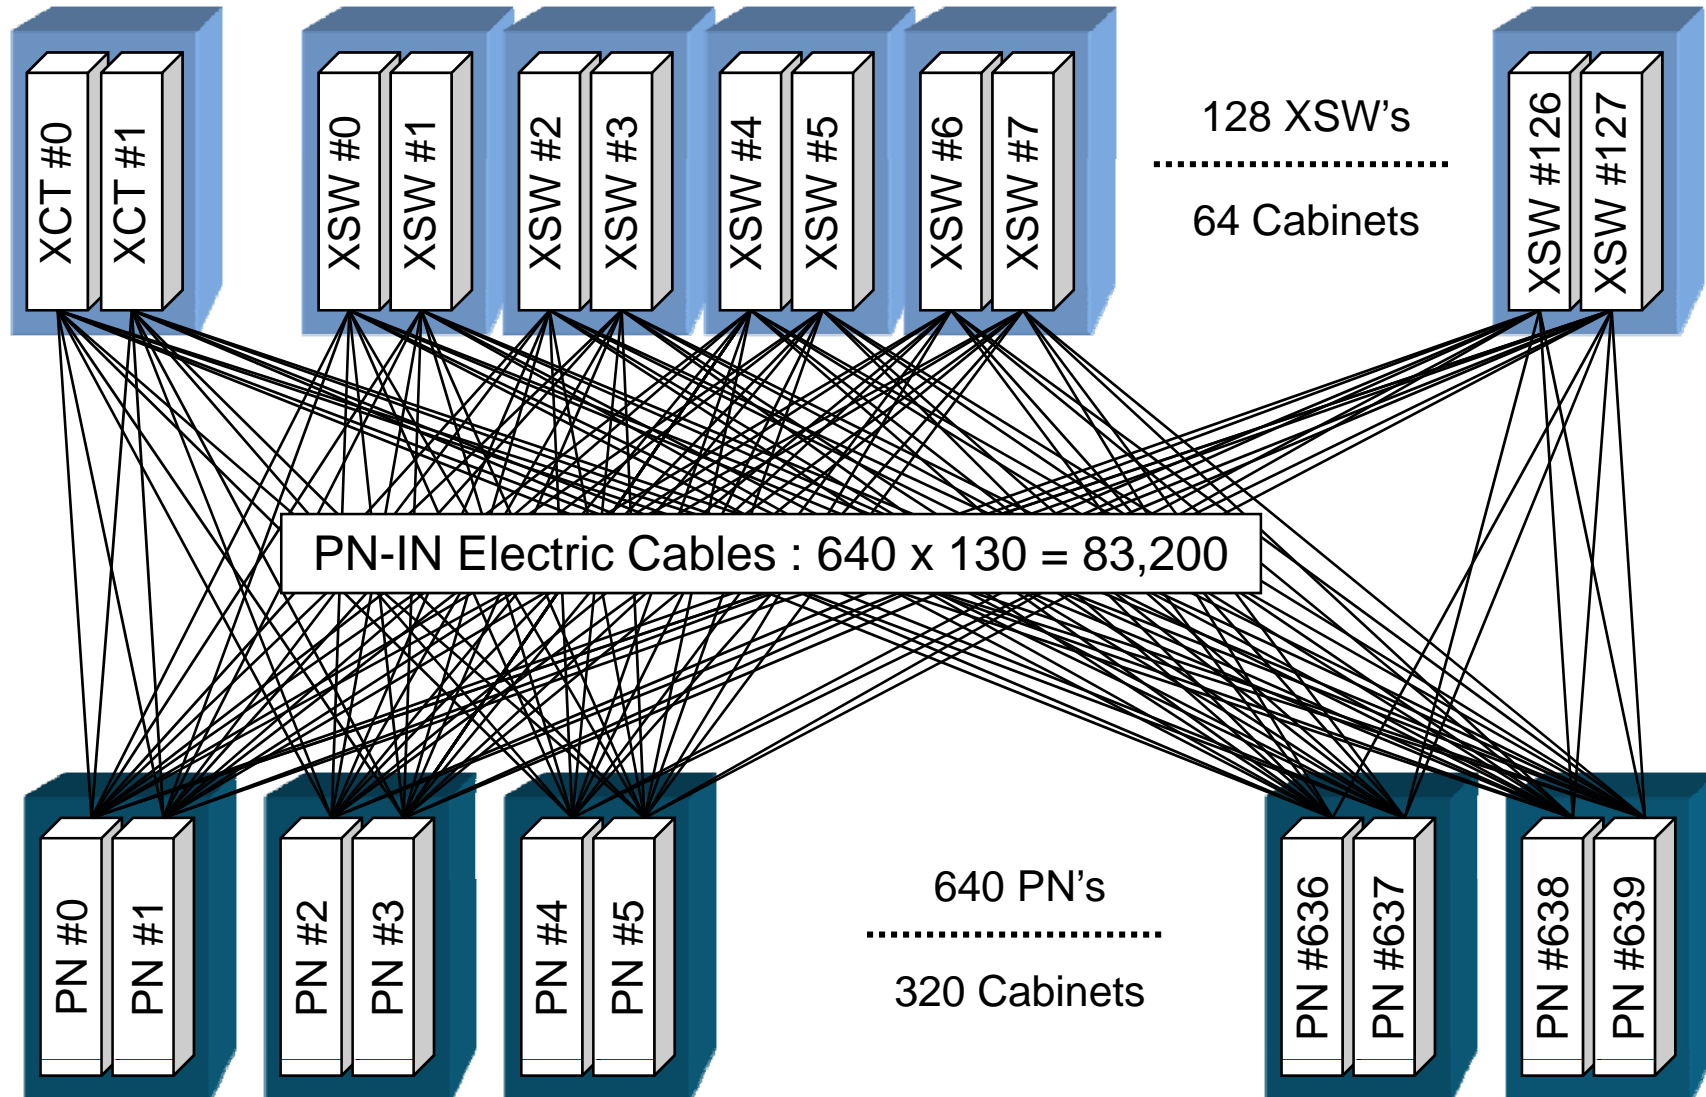 XCT #0
XCT #1
XSW #0
XSW #1
XSW #2
XSW #3
XSW #4
XSW #5
XSW #6
XSW #7
128 XSW’s
64 Cabinets
XSW #126
XSW #127
PN-IN Electric Cables : 640 x 130 = 83,200
PN #0
PN #1
PN #2
PN #3
PN #4
PN #5
640 PN’s
320 Cabinets
PN #636
PN #637
PN #638
PN #639